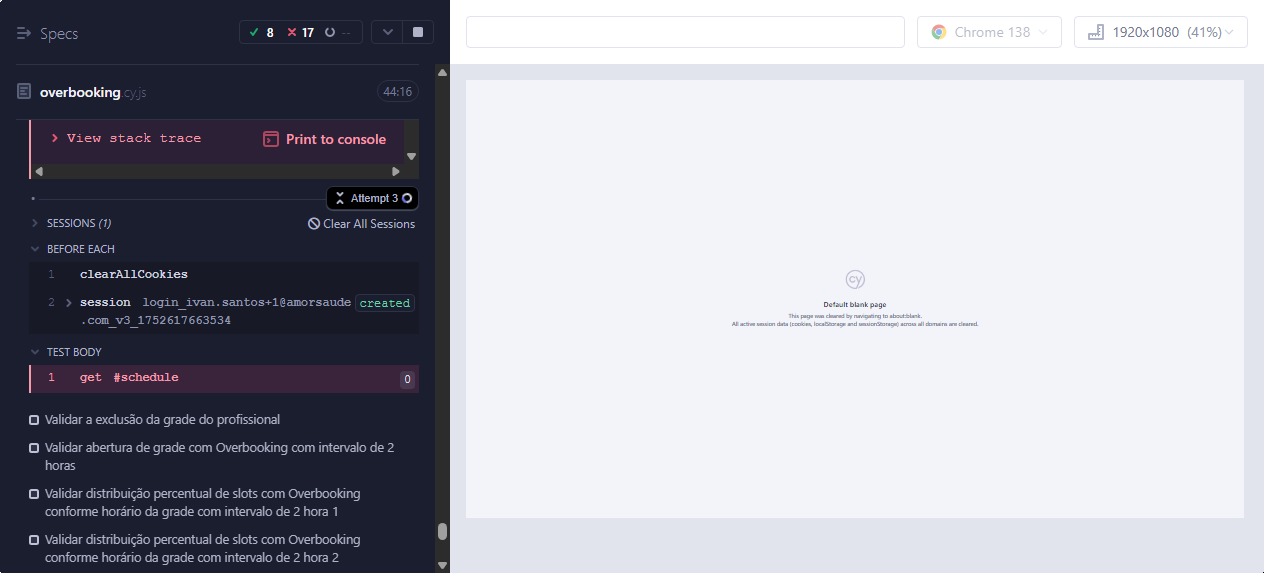 Specs
8
17
--
Chrome 138
1920x1080 (41%)
overbooking.cy.js
44:16
View stack trace
Print to console
Attempt 3
SESSIONS (1)
Clear All Sessions
BEFORE EACH
1 clearAllCookies
2 session login_ivan.santos+1@amorsaude created
.com_v3_1752617663534
TEST BODY
1 get #schedule 0
Validar a exclusão da grade do profissional
Validar abertura de grade com Overbooking com intervalo de 2
horas
Validar distribuição percentual de slots com Overbooking
conforme horário da grade com intervalo de 2 hora 1
Validar distribuição percentual de slots com Overbooking
conforme horário da grade com intervalo de 2 hora 2
cy
Default blank page
This page was cleared by navigating to about:blank.
All active session data (cookies, localStorage and sessionStorage) across all domains are cleared.